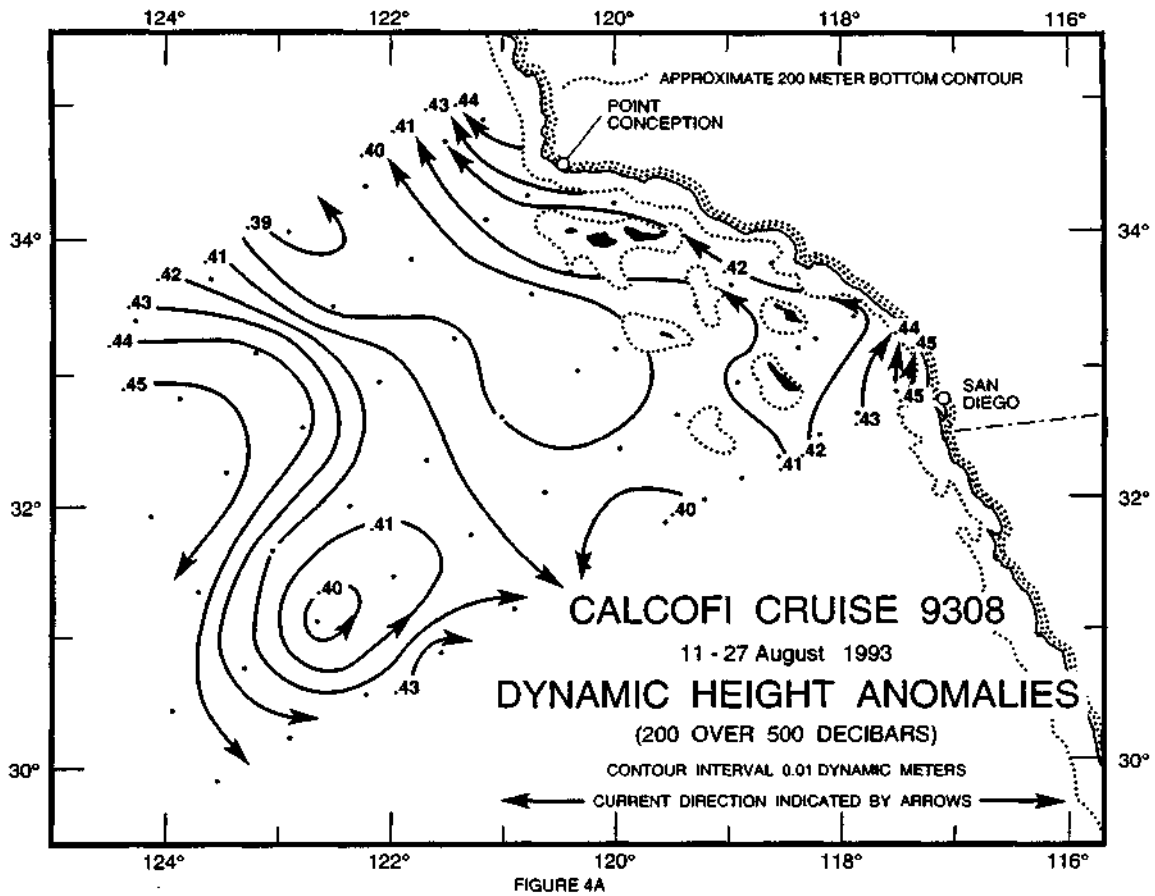 124° 122° 120° 118° 116°
APPROXIMATE 200 METER BOTTOM CONTOUR
POINT
CONCEPTION
.43 .44
.41
.40
.39
34° 34°
.41
.42
.42
.43
.44
.44
.45
.45
SAN
DIEGO
.45
.43
.42
.41
32° 32°
.40
.41
.40
CALCOFI CRUISE 9308
11 - 27 August 1993
.43
DYNAMIC HEIGHT ANOMALIES
(200 OVER 500 DECIBARS)
30° 30°
CONTOUR INTERVAL 0.01 DYNAMIC METERS
CURRENT DIRECTION INDICATED BY ARROWS
124° 122° 120° 118° 116°
FIGURE 4A